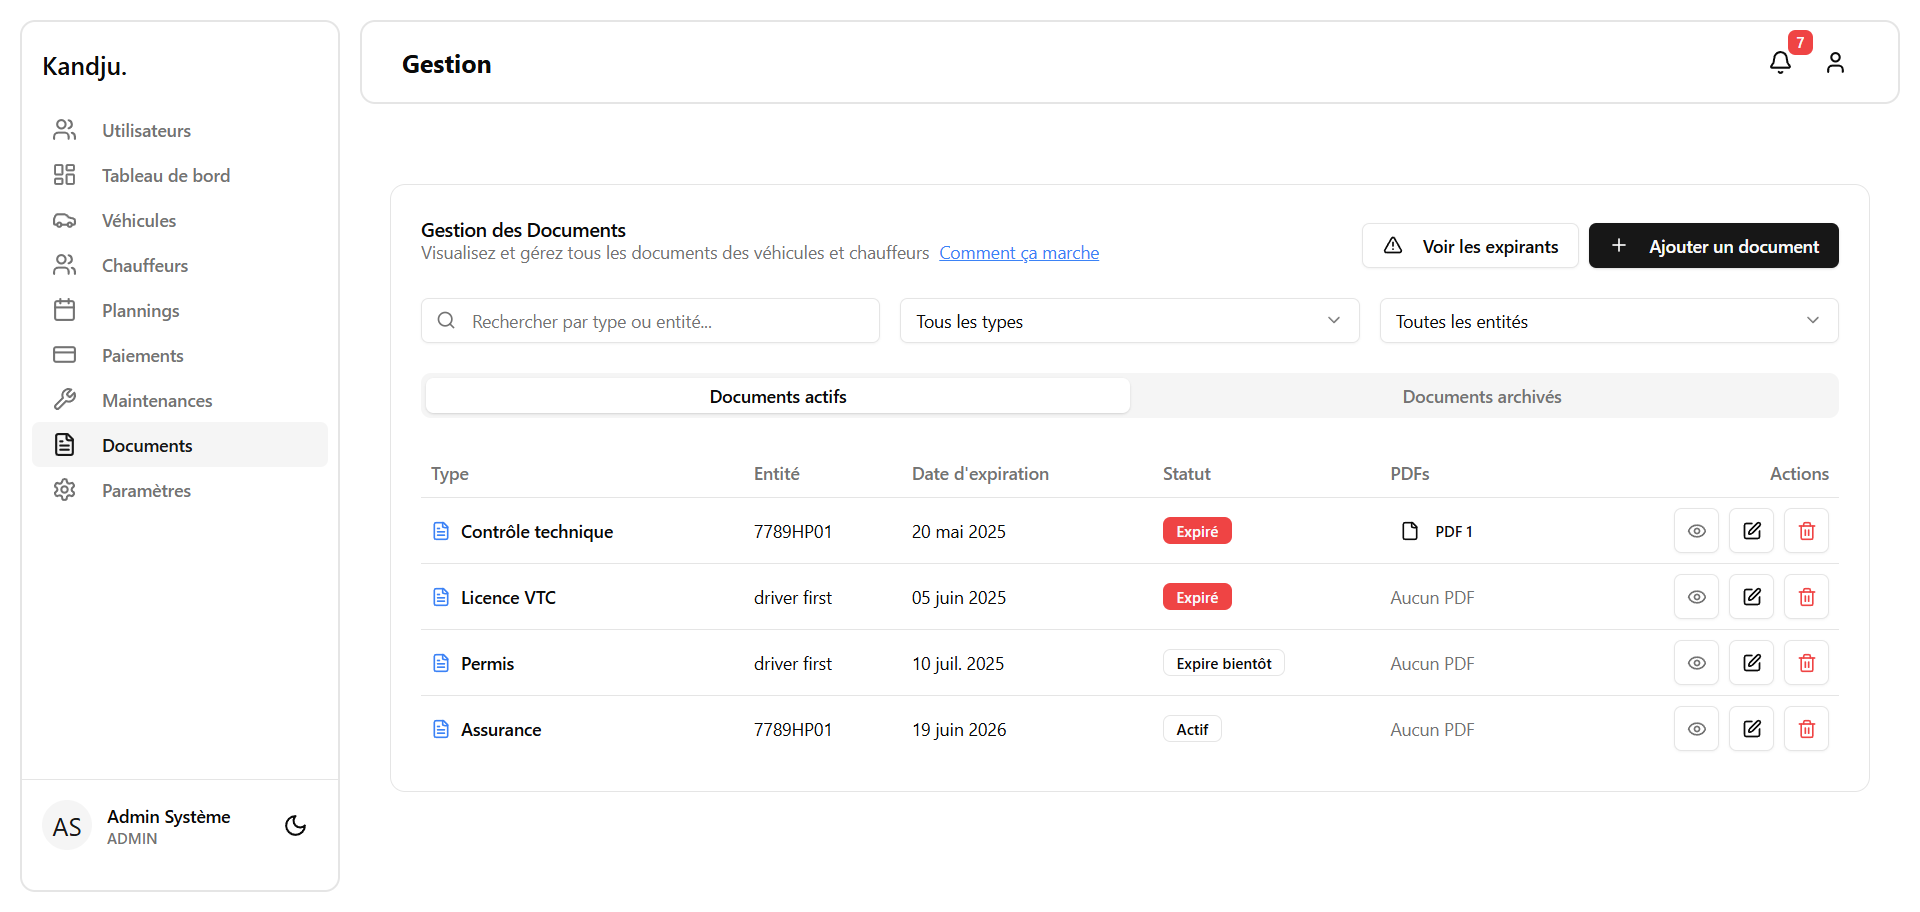 Kandju.
Utilisateurs
Tableau de bord
Véhicules
Chauffeurs
Plannings
Paiements
Maintenances
Documents
Paramètres
AS
Admin Système
ADMIN
Gestion
7
Gestion des Documents
Visualisez et gérez tous les documents des véhicules et chauffeurs Comment ça marche
Voir les expirants
Ajouter un document
Rechercher par type ou entité...
Tous les types
Toutes les entités
Documents actifs
Documents archivés
Type Entité Date d'expiration Statut PDFs Actions
Contrôle technique 7789HP01 20 mai 2025 Expiré PDF 1
Licence VTC driver first 05 juin 2025 Expiré Aucun PDF
Permis driver first 10 juil. 2025 Expire bientôt Aucun PDF
Assurance 7789HP01 19 juin 2026 Actif Aucun PDF